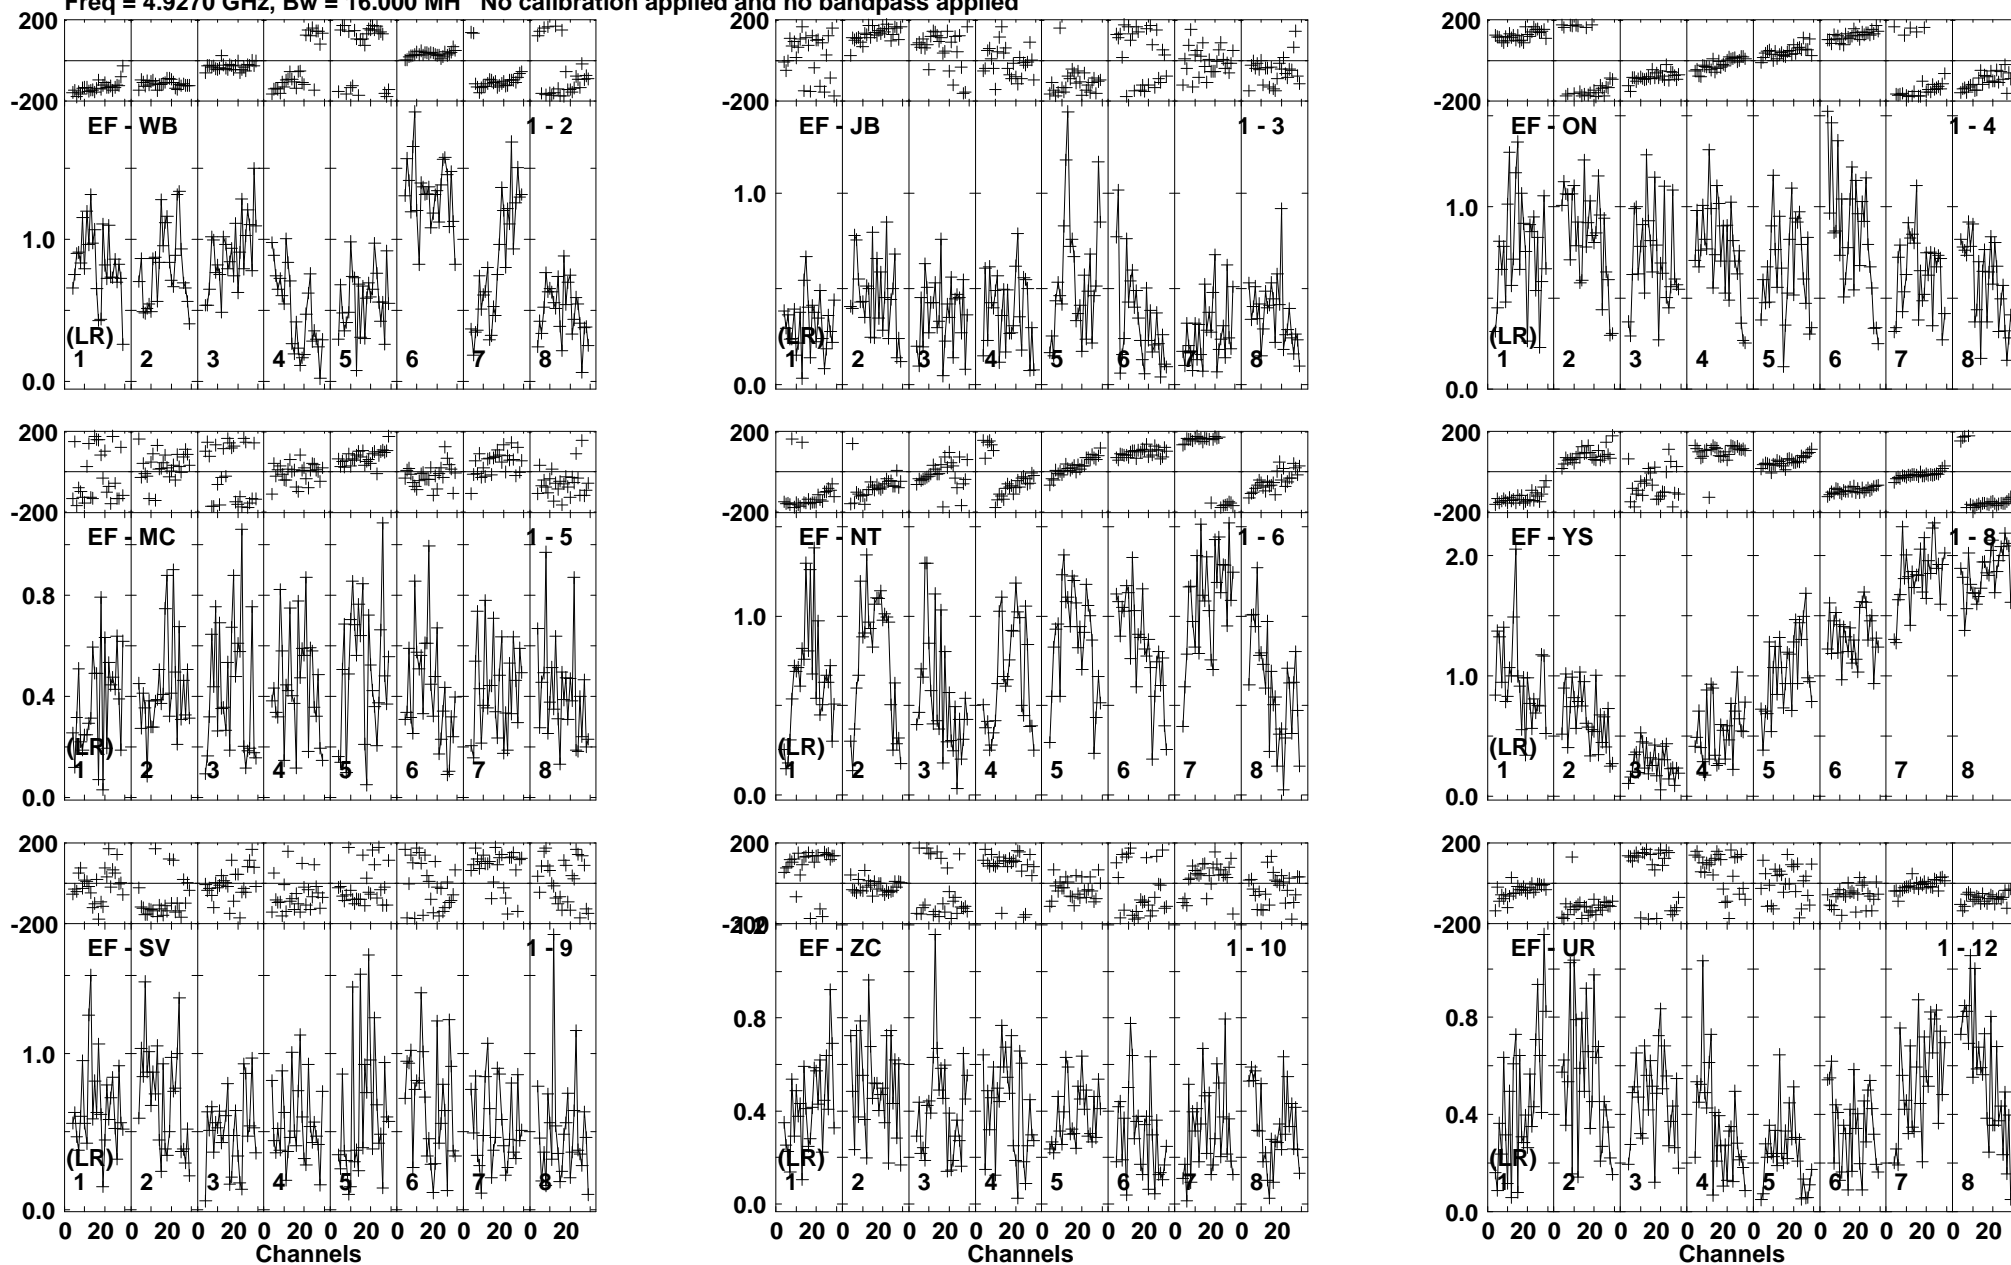 Freq = 4.9270 GHz, Bw = 16.000 MH   No calibration applied and no bandpass applied
200 200 200
-200 -200 -200
EF - WB 1 - 2 EF - JB 1 - 3 EF - ON 1 - 4
1.0 1.0 1.0
(LR) (LR) (LR)
1 2 3 4 5 6 7 8 1 2 3 4 5 6 7 8 1 2 3 4 5 6 7 8
0.0 0.0 0.0
200 200 200
-200 -200 -200
EF - MC 1 - 5 EF - NT 1 - 6 EF - YS 1 - 8
2.0
0.8 1.0
0.4 1.0
(LR) (LR) (LR)
1 2 3 4 5 6 7 8 1 2 3 4 5 6 7 8 1 2 3 4 5 6 7 8
0.0 0.0 0.0
200 200 200
-200 -200 1.2 -200
EF - SV 1 - 9 EF - ZC 1 - 10 EF - UR 1 - 12
1.0 0.8 0.8
0.4 0.4
(LR) (LR) (LR)
1 2 3 4 5 6 7 8 1 2 3 4 5 6 7 8 1 2 3 4 5 6 7 8
0.0 0.0 0.0
0 20 0 20 0 20 0 20 0 20 0 20 0 20 0 20 0 20 0 20 0 20 0 20 0 20 0 20 0 20 0 20 0 20 0 20 0 20 0 20 0 20 0 20 0 20 0 20
Channels Channels Channels